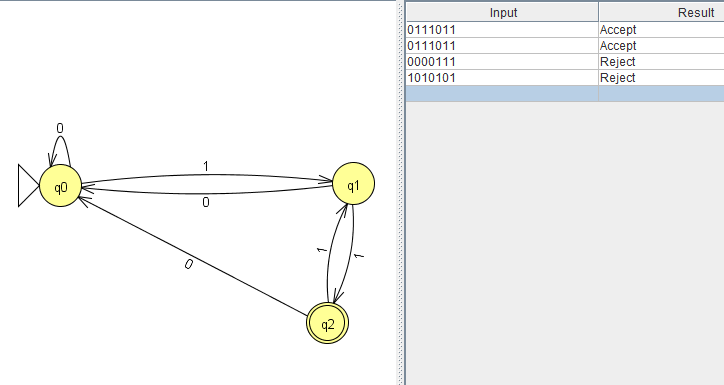 Input Result
0111011 Accept
0111011 Accept
0000111 Reject
1010101 Reject
0
1
q0 q1
0
1 1
0
q2